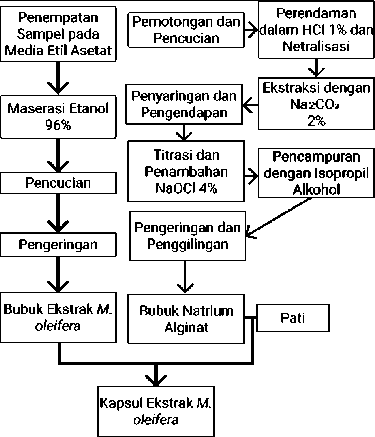 Penempatan
Sampel pada
Media Etil Asetat
Maserasi Etanol
96%
Pencucian
Pengeringan
Bubuk Ekstrak M.
oleifera
Pemotongan dan
Pencucian
Perendaman
dalam HCl 1% dan
Netralisasi
Ekstraksi dengan
Na₂CO₃
2%
Penyaringan dan
Pengendapan
Titrasi dan
Penambahan
NaOCl 4%
Pencampuran
dengan Isopropil
Alkohol
Pengeringan dan
Penggilingan
Bubuk Natrium
Alginat
Pati
Kapsul Ekstrak M.
oleifera